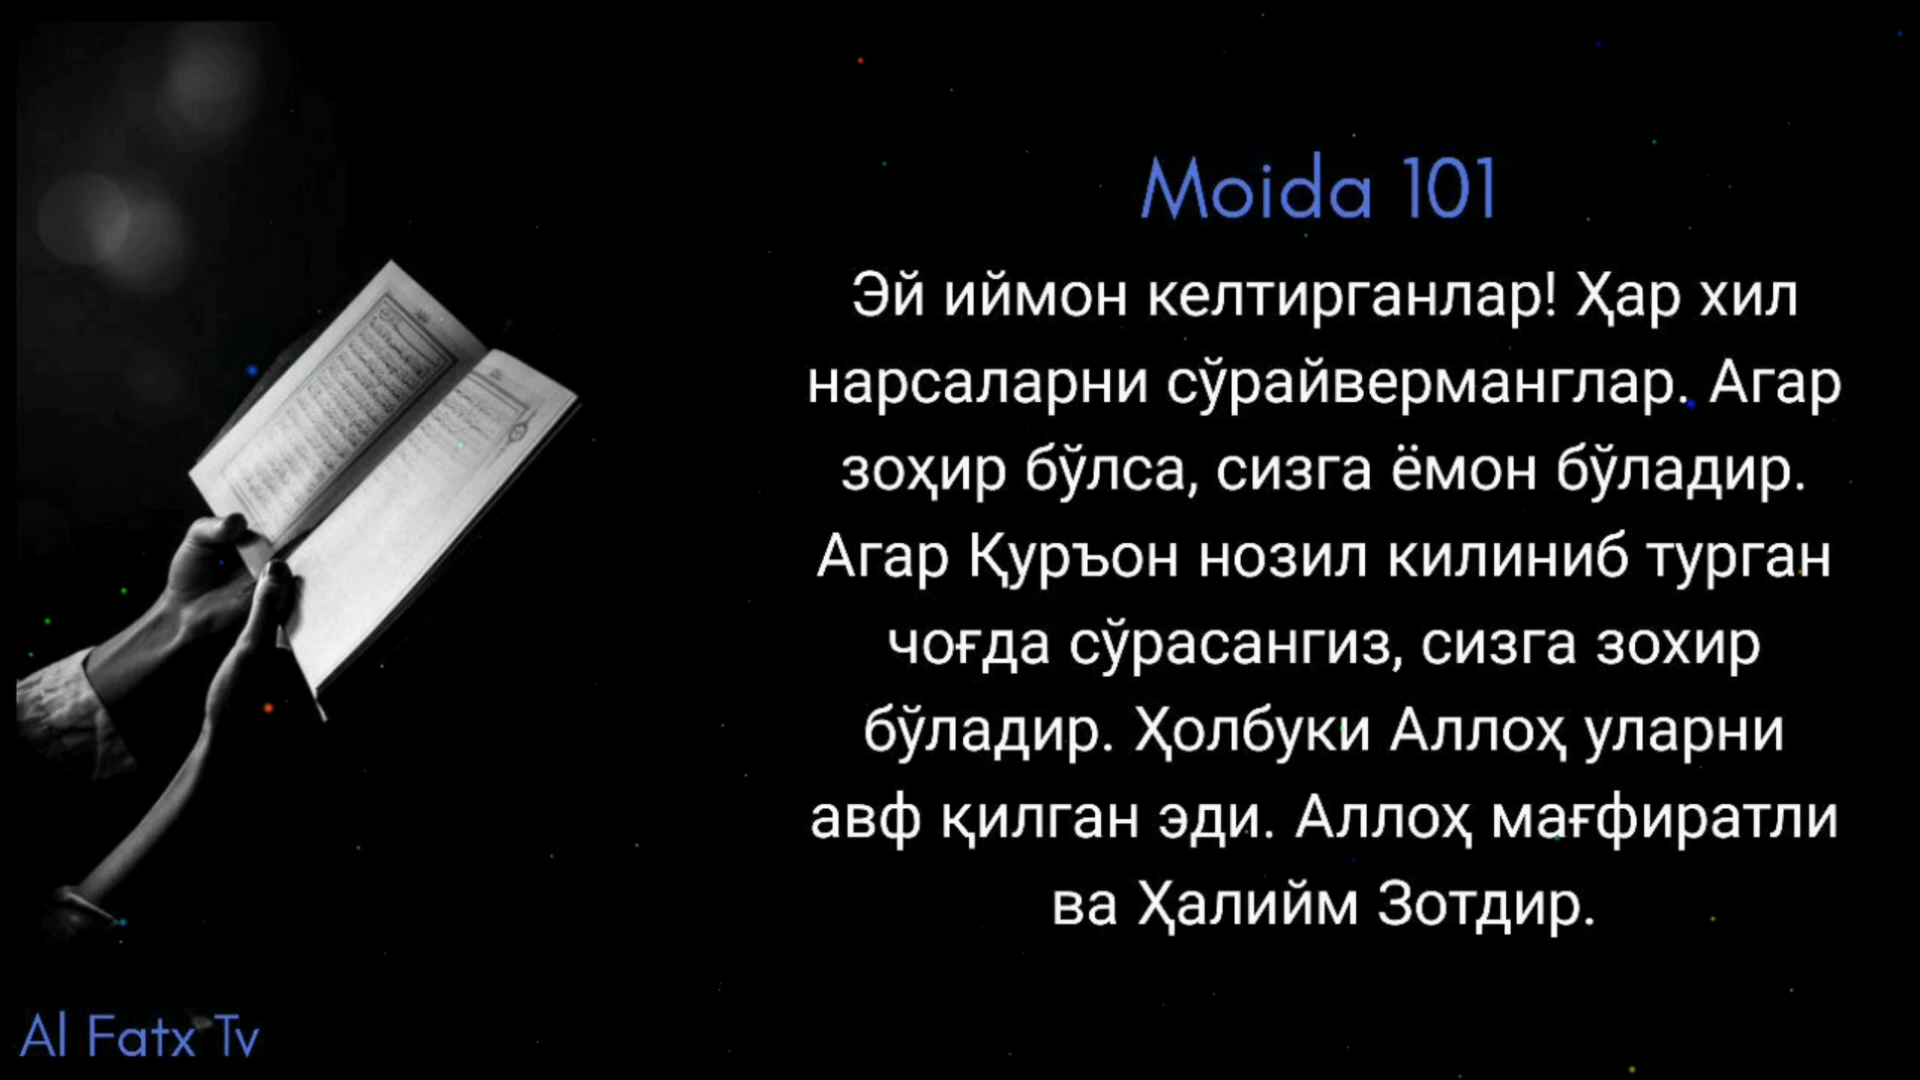 Moida 101
Эй иймон келтирганлар! Ҳар хил
нарсаларни сўрайверманглар. Агар
зоҳир бўлса, сизга ёмон бўладир.
Агар Қуръон нозил килиниб турган
чоғда сўрасангиз, сизга зохир
бўладир. Ҳолбуки Аллоҳ уларни
авф қилган эди. Аллоҳ мағфиратли
ва Ҳалийм Зотдир.
Al Fatx Tv